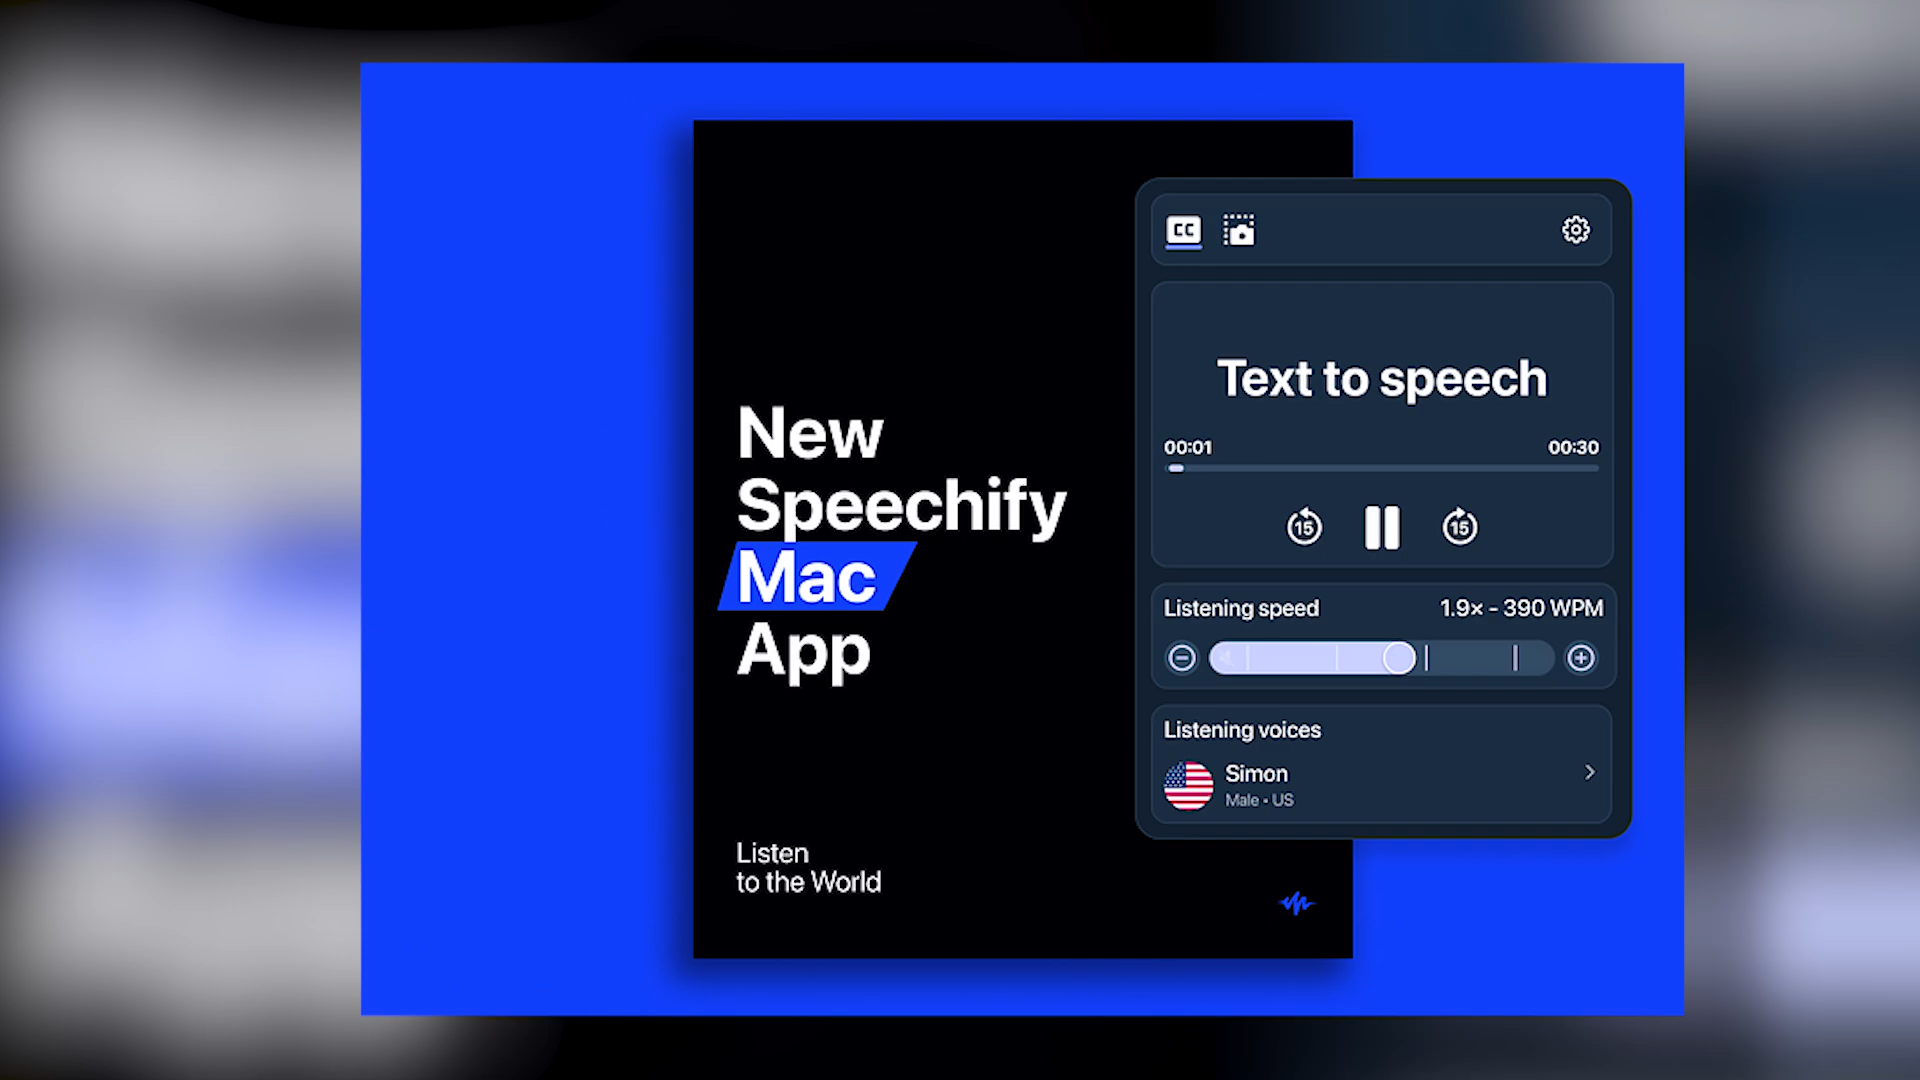 New
Speechify
Mac
App
Listen
to the World
CC
Text to speech
00:01
00:30
15
15
Listening speed
1.9× - 390 WPM
Listening voices
Simon
Male • US